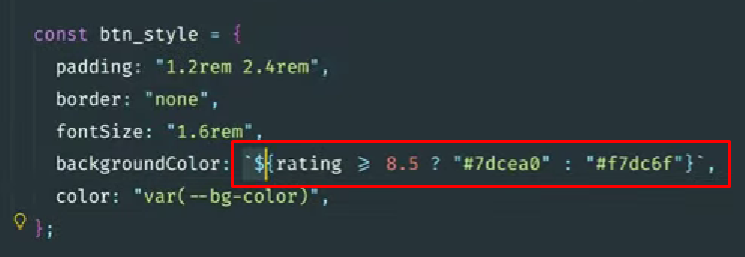 const btn_style = {
padding: "1.2rem 2.4rem",
border: "none",
fontSize: "1.6rem",
backgroundColor: `${rating >= 8.5 ? "#7dcea0" : "#f7dc6f"}`,
color: "var(--bg-color)",
};